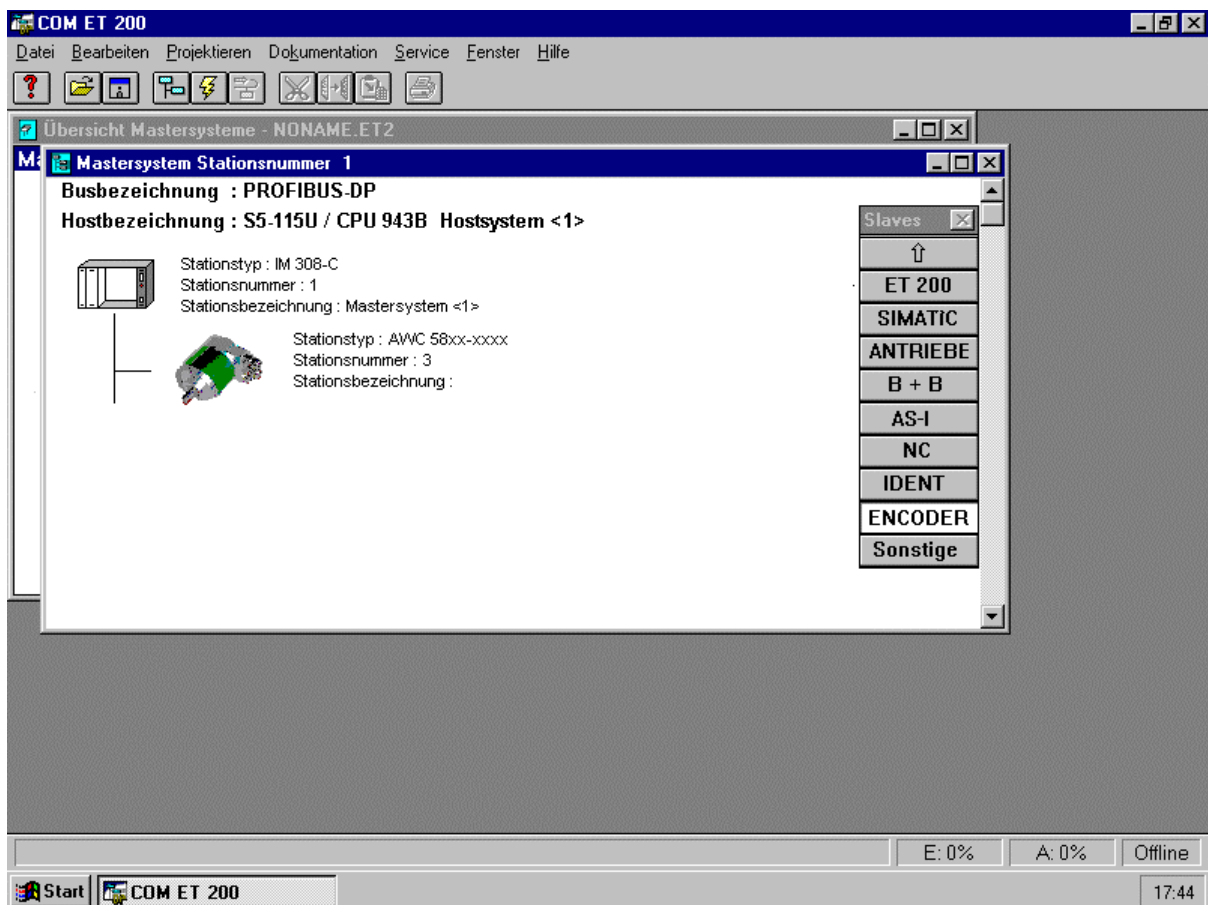 COM ET 200
Datei Bearbeiten Projektieren Dokumentation Service Fenster Hilfe
Übersicht Mastersysteme - NONAME.ET2
Ma
Mastersystem Stationsnummer 1
Busbezeichnung : PROFIBUS-DP
Hostbezeichnung : S5-115U / CPU 943B Hostsystem <1>
Stationstyp : IM 308-C
Stationsnummer : 1
Stationsbezeichnung : Mastersystem <1>
Stationstyp : AWC 58xx-xxxx
Stationsnummer : 3
Stationsbezeichnung :
Slaves
ET 200
SIMATIC
ANTRIEBE
B + B
AS-I
NC
IDENT
ENCODER
Sonstige
E: 0% A: 0% Offline
Start COM ET 200 17:44